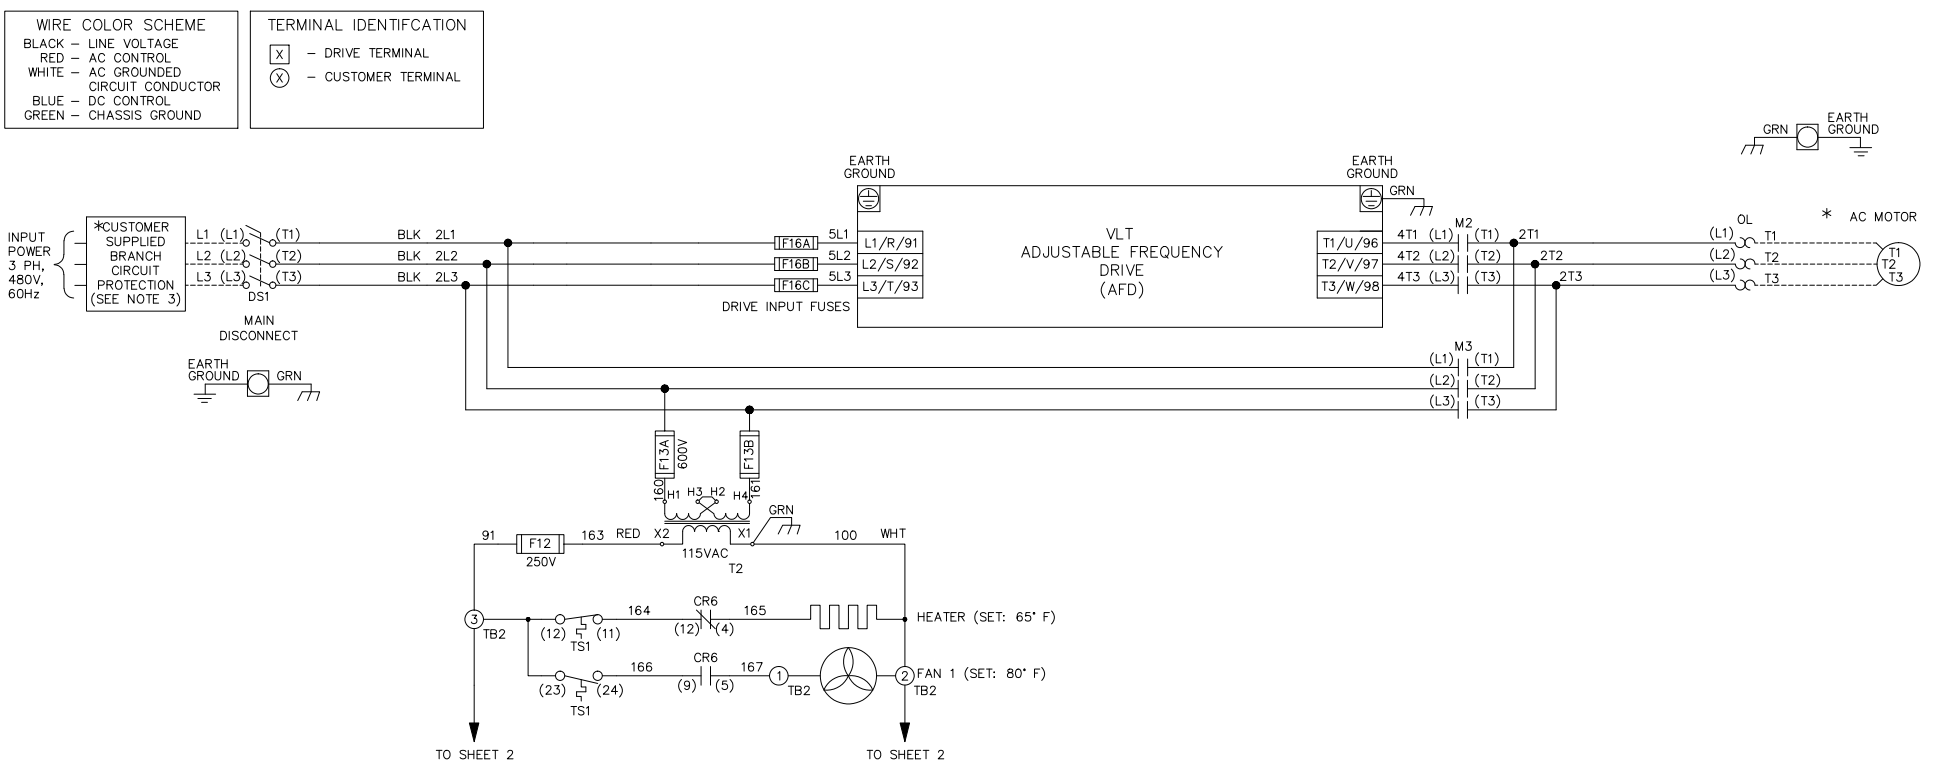 WIRE COLOR SCHEME
BLACK – LINE VOLTAGE
RED – AC CONTROL
WHITE – AC GROUNDED
CIRCUIT CONDUCTOR
BLUE – DC CONTROL
GREEN – CHASSIS GROUND
TERMINAL IDENTIFCATION
X – DRIVE TERMINAL
X – CUSTOMER TERMINAL
GRN
EARTH
GROUND
INPUT
POWER
3 PH,
480V,
60Hz
*CUSTOMER
SUPPLIED
BRANCH
CIRCUIT
PROTECTION
(SEE NOTE 3)
L1 (L1) (T1)
L2 (L2) (T2)
L3 (L3) (T3)
DS1
MAIN
DISCONNECT
BLK 2L1
BLK 2L2
BLK 2L3
F16A 5L1
F16B 5L2
F16C 5L3
DRIVE INPUT FUSES
EARTH
GROUND
L1/R/91
L2/S/92
L3/T/93
VLT
ADJUSTABLE FREQUENCY
DRIVE
(AFD)
EARTH
GROUND
GRN
T1/U/96
T2/V/97
T3/W/98
M2
4T1 (L1) (T1) 2T1
4T2 (L2) (T2) 2T2
4T3 (L3) (T3) 2T3
OL
(L1) T1
(L2) T2
(L3) T3
* AC MOTOR
T1
T2
T3
M3
(L1) (T1)
(L2) (T2)
(L3) (T3)
EARTH
GROUND
GRN
F13A
600V
F13B
160
H1 H3 H2 H4
161
GRN
91
F12
250V
163 RED X2
X1
115VAC
T2
100 WHT
3
TB2
(12) (11)
TS1
164
CR6
(12) (4)
165
HEATER (SET: 65° F)
(23) (24)
TS1
166
CR6
(9) (5)
167
1
TB2
2
TB2
FAN 1 (SET: 80° F)
TO SHEET 2
TO SHEET 2